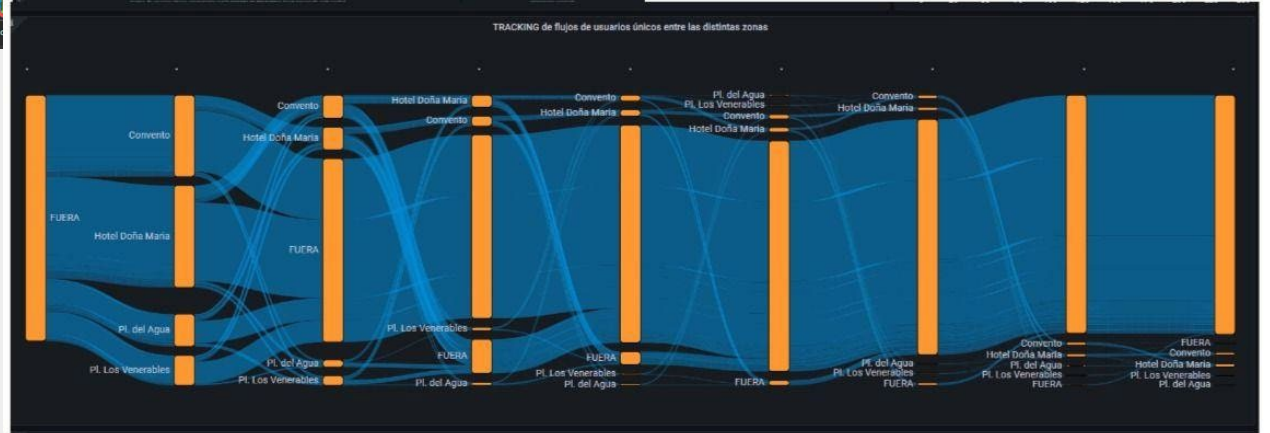 TRACKING de flujos de usuarios únicos entre las distintas zonas
FUERA
Convento
Hotel Doña Maria
Pl. del Agua
Pl. Los Venerables
Convento
Hotel Doña Maria
FUERA
Pl. del Agua
Pl. Los Venerables
Hotel Doña Maria
Convento
Pl. Los Venerables
FUERA
Pl. del Agua
Convento
Hotel Doña Maria
FUERA
Pl. Los Venerables
Pl. del Agua
Pl. del Agua
Pl. Los Venerables
Convento
Hotel Doña Maria
FUERA
Convento
Hotel Doña Maria
Pl. del Agua
Pl. Los Venerables
FUERA
Convento
Hotel Doña Maria
Pl. del Agua
Pl. Los Venerables
FUERA
FUERA
Convento
Hotel Doña Maria
Pl. Los Venerables
Pl. del Agua